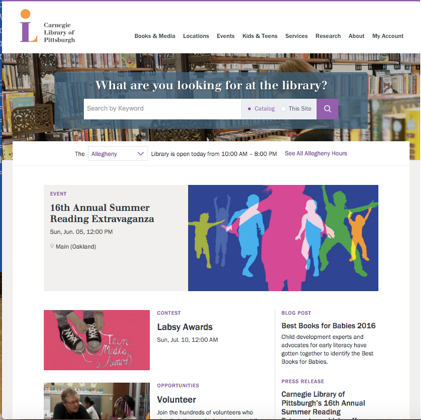 Carnegie
Library of
Pittsburgh
Books & Media Locations Events Kids & Teens Services Research About My Account
What are you looking for at the library?
Search by Keyword Catalog This Site
The Allegheny Library is open today from 10:00 AM – 8:00 PM See All Allegheny Hours
EVENT
16th Annual Summer
Reading Extravaganza
Sun, Jun. 05, 12:00 PM
Main (Oakland)
CONTEST
Labsy Awards
Sun, Jul. 10, 12:00 AM
OPPORTUNITIES
Volunteer
Join the hundreds of volunteers who
BLOG POST
Best Books for Babies 2016
Child development experts and
advocates for early literacy have
gotten together to identify the Best
Books for Babies.
PRESS RELEASE
Carnegie Library of
Pittsburgh's 16th Annual
Summer Reading